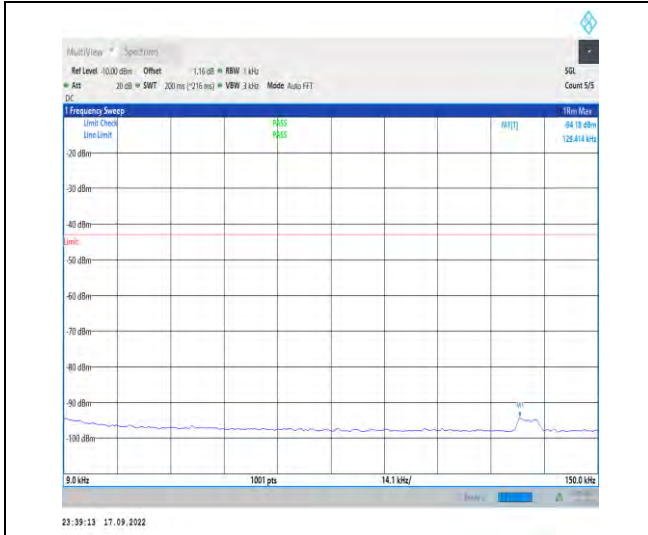 MultiView Spectrum
Ref Level -10.00 dBm Offset 1.16 dB RBW 1 kHz SGL
Att 20 dB SWT 200 ms (~216 ms) VBW 3 kHz Mode Auto FFT Count 5/5
DC
1 Frequency Sweep 1Rm Max
Limit Check PASS M1[1] -94.18 dBm
Line Limit PASS 129.414 kHz
-20 dBm
-30 dBm
-40 dBm
Limit
-50 dBm
-60 dBm
-70 dBm
-80 dBm
-90 dBm
M1
-100 dBm
9.0 kHz 1001 pts 14.1 kHz/ 150.0 kHz
23:39:13 17.09.2022